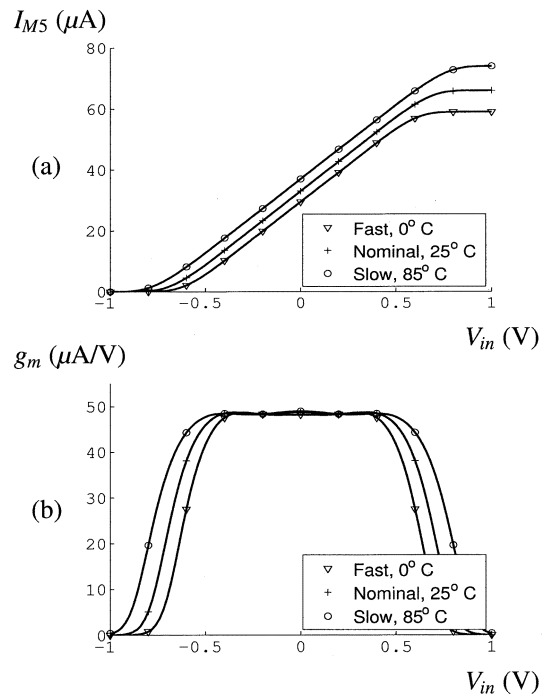 I_M5 (μA)
80
60
(a)
40
20
0
▽ Fast, 0° C
+ Nominal, 25° C
○ Slow, 85° C
-1 -0.5 0 0.5 1
V_in (V)
g_m (μA/V)
50
40
30
(b)
20
10
0
▽ Fast, 0° C
+ Nominal, 25° C
○ Slow, 85° C
-1 -0.5 0 0.5 1
V_in (V)